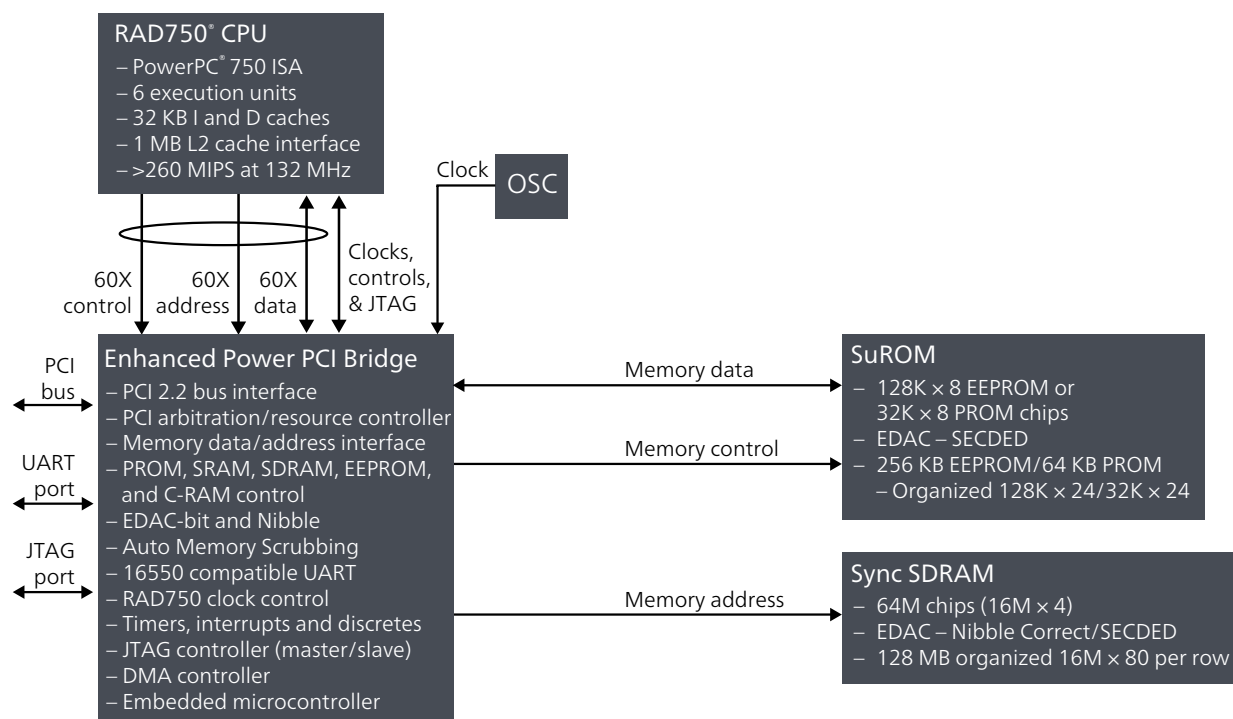 RAD750® CPU
– PowerPC® 750 ISA
– 6 execution units
– 32 KB I and D caches
– 1 MB L2 cache interface
– >260 MIPS at 132 MHz
Clock
OSC
60X
control
60X
address
60X
data
Clocks,
controls,
& JTAG
PCI
bus
UART
port
JTAG
port
Enhanced Power PCI Bridge
– PCI 2.2 bus interface
– PCI arbitration/resource controller
– Memory data/address interface
– PROM, SRAM, SDRAM, EEPROM,
and C-RAM control
– EDAC-bit and Nibble
– Auto Memory Scrubbing
– 16550 compatible UART
– RAD750 clock control
– Timers, interrupts and discretes
– JTAG controller (master/slave)
– DMA controller
– Embedded microcontroller
Memory data
Memory control
Memory address
SuROM
– 128K × 8 EEPROM or
32K × 8 PROM chips
– EDAC – SECDED
– 256 KB EEPROM/64 KB PROM
– Organized 128K × 24/32K × 24
Sync SDRAM
– 64M chips (16M × 4)
– EDAC – Nibble Correct/SECDED
– 128 MB organized 16M × 80 per row